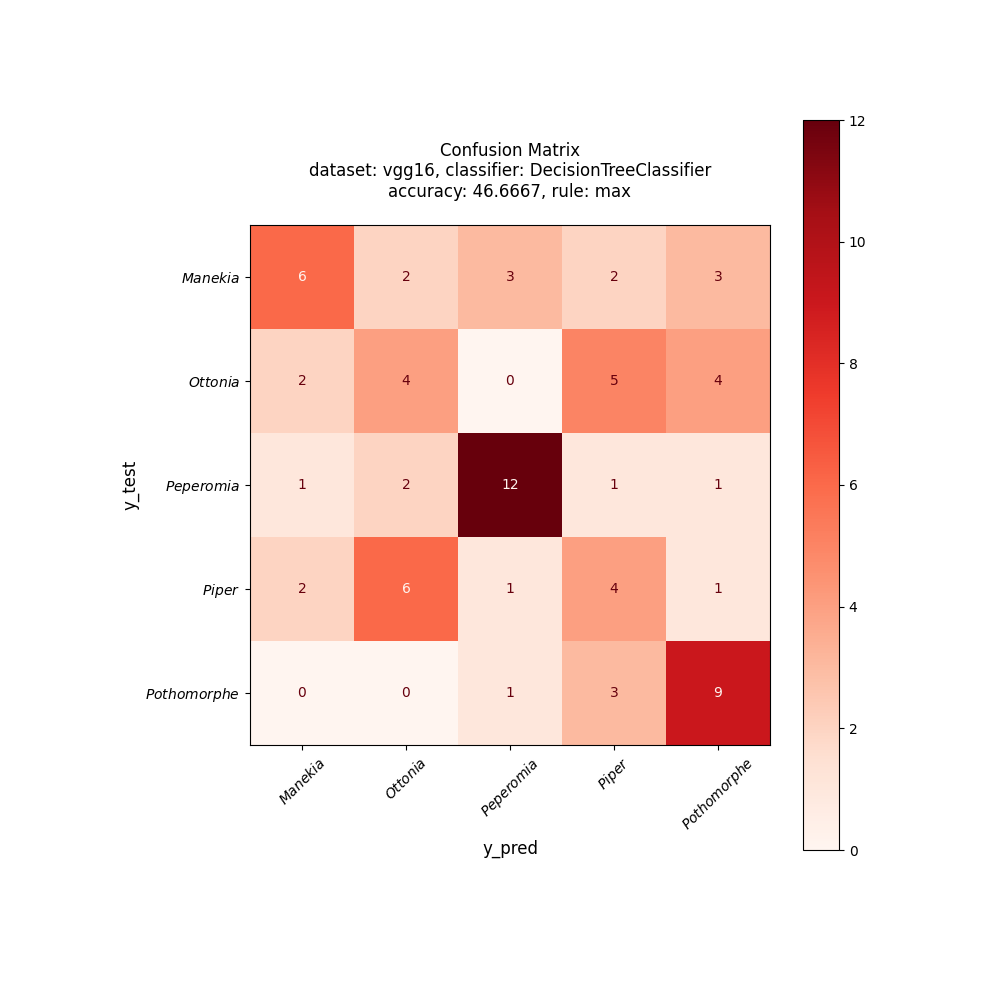 Confusion Matrix
dataset: vgg16, classifier: DecisionTreeClassifier
accuracy: 46.6667, rule: max
12
10
8
6
4
2
0
y_test
Manekia 6 2 3 2 3
Ottonia 2 4 0 5 4
Peperomia 1 2 12 1 1
Piper 2 6 1 4 1
Pothomorphe 0 0 1 3 9
Manekia Ottonia Peperomia Piper Pothomorphe
y_pred